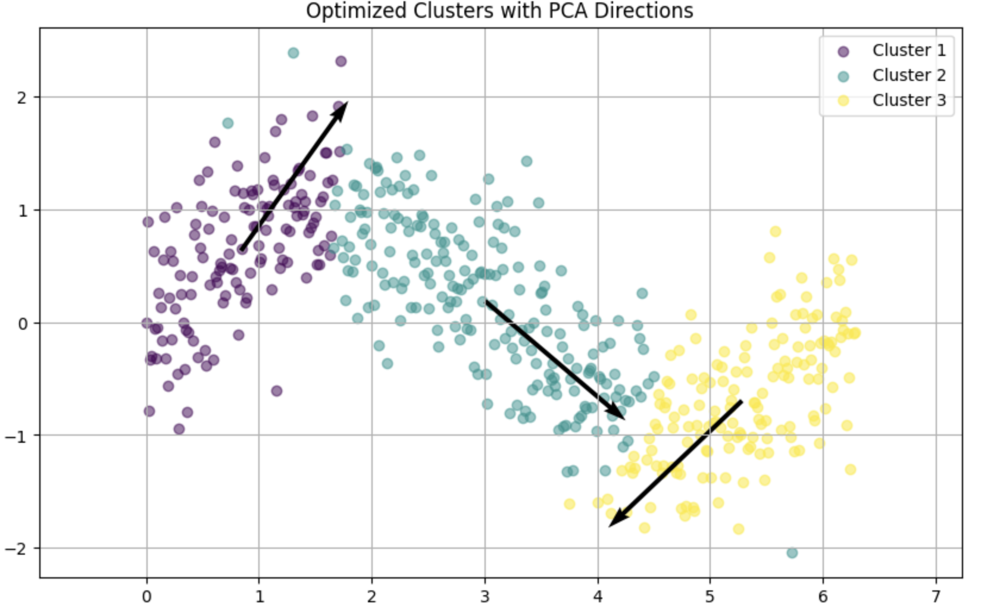 Optimized Clusters with PCA Directions
Cluster 1
Cluster 2
Cluster 3
2
1
0
−1
−2
0 1 2 3 4 5 6 7